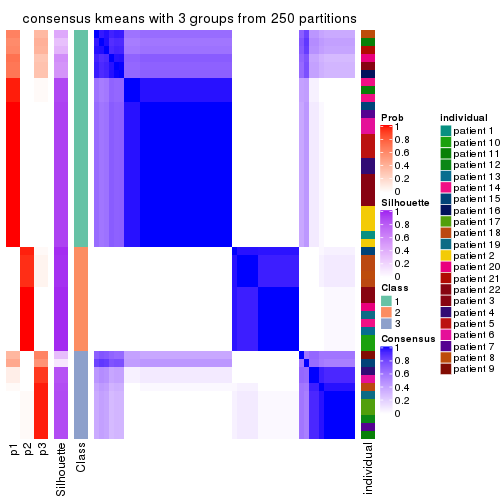 consensus kmeans with 3 groups from 250 partitions
p1
p2
p3
Silhouette
Class
individual
Prob
1
0.8
0.6
0.4
0.2
0
Silhouette
1
0.8
0.6
0.4
0.2
0
Class
1
2
3
Consensus
1
0.8
0.6
0.4
0.2
0
individual
patient 1
patient 10
patient 11
patient 12
patient 13
patient 14
patient 15
patient 16
patient 17
patient 18
patient 19
patient 2
patient 20
patient 21
patient 22
patient 3
patient 4
patient 5
patient 6
patient 7
patient 8
patient 9